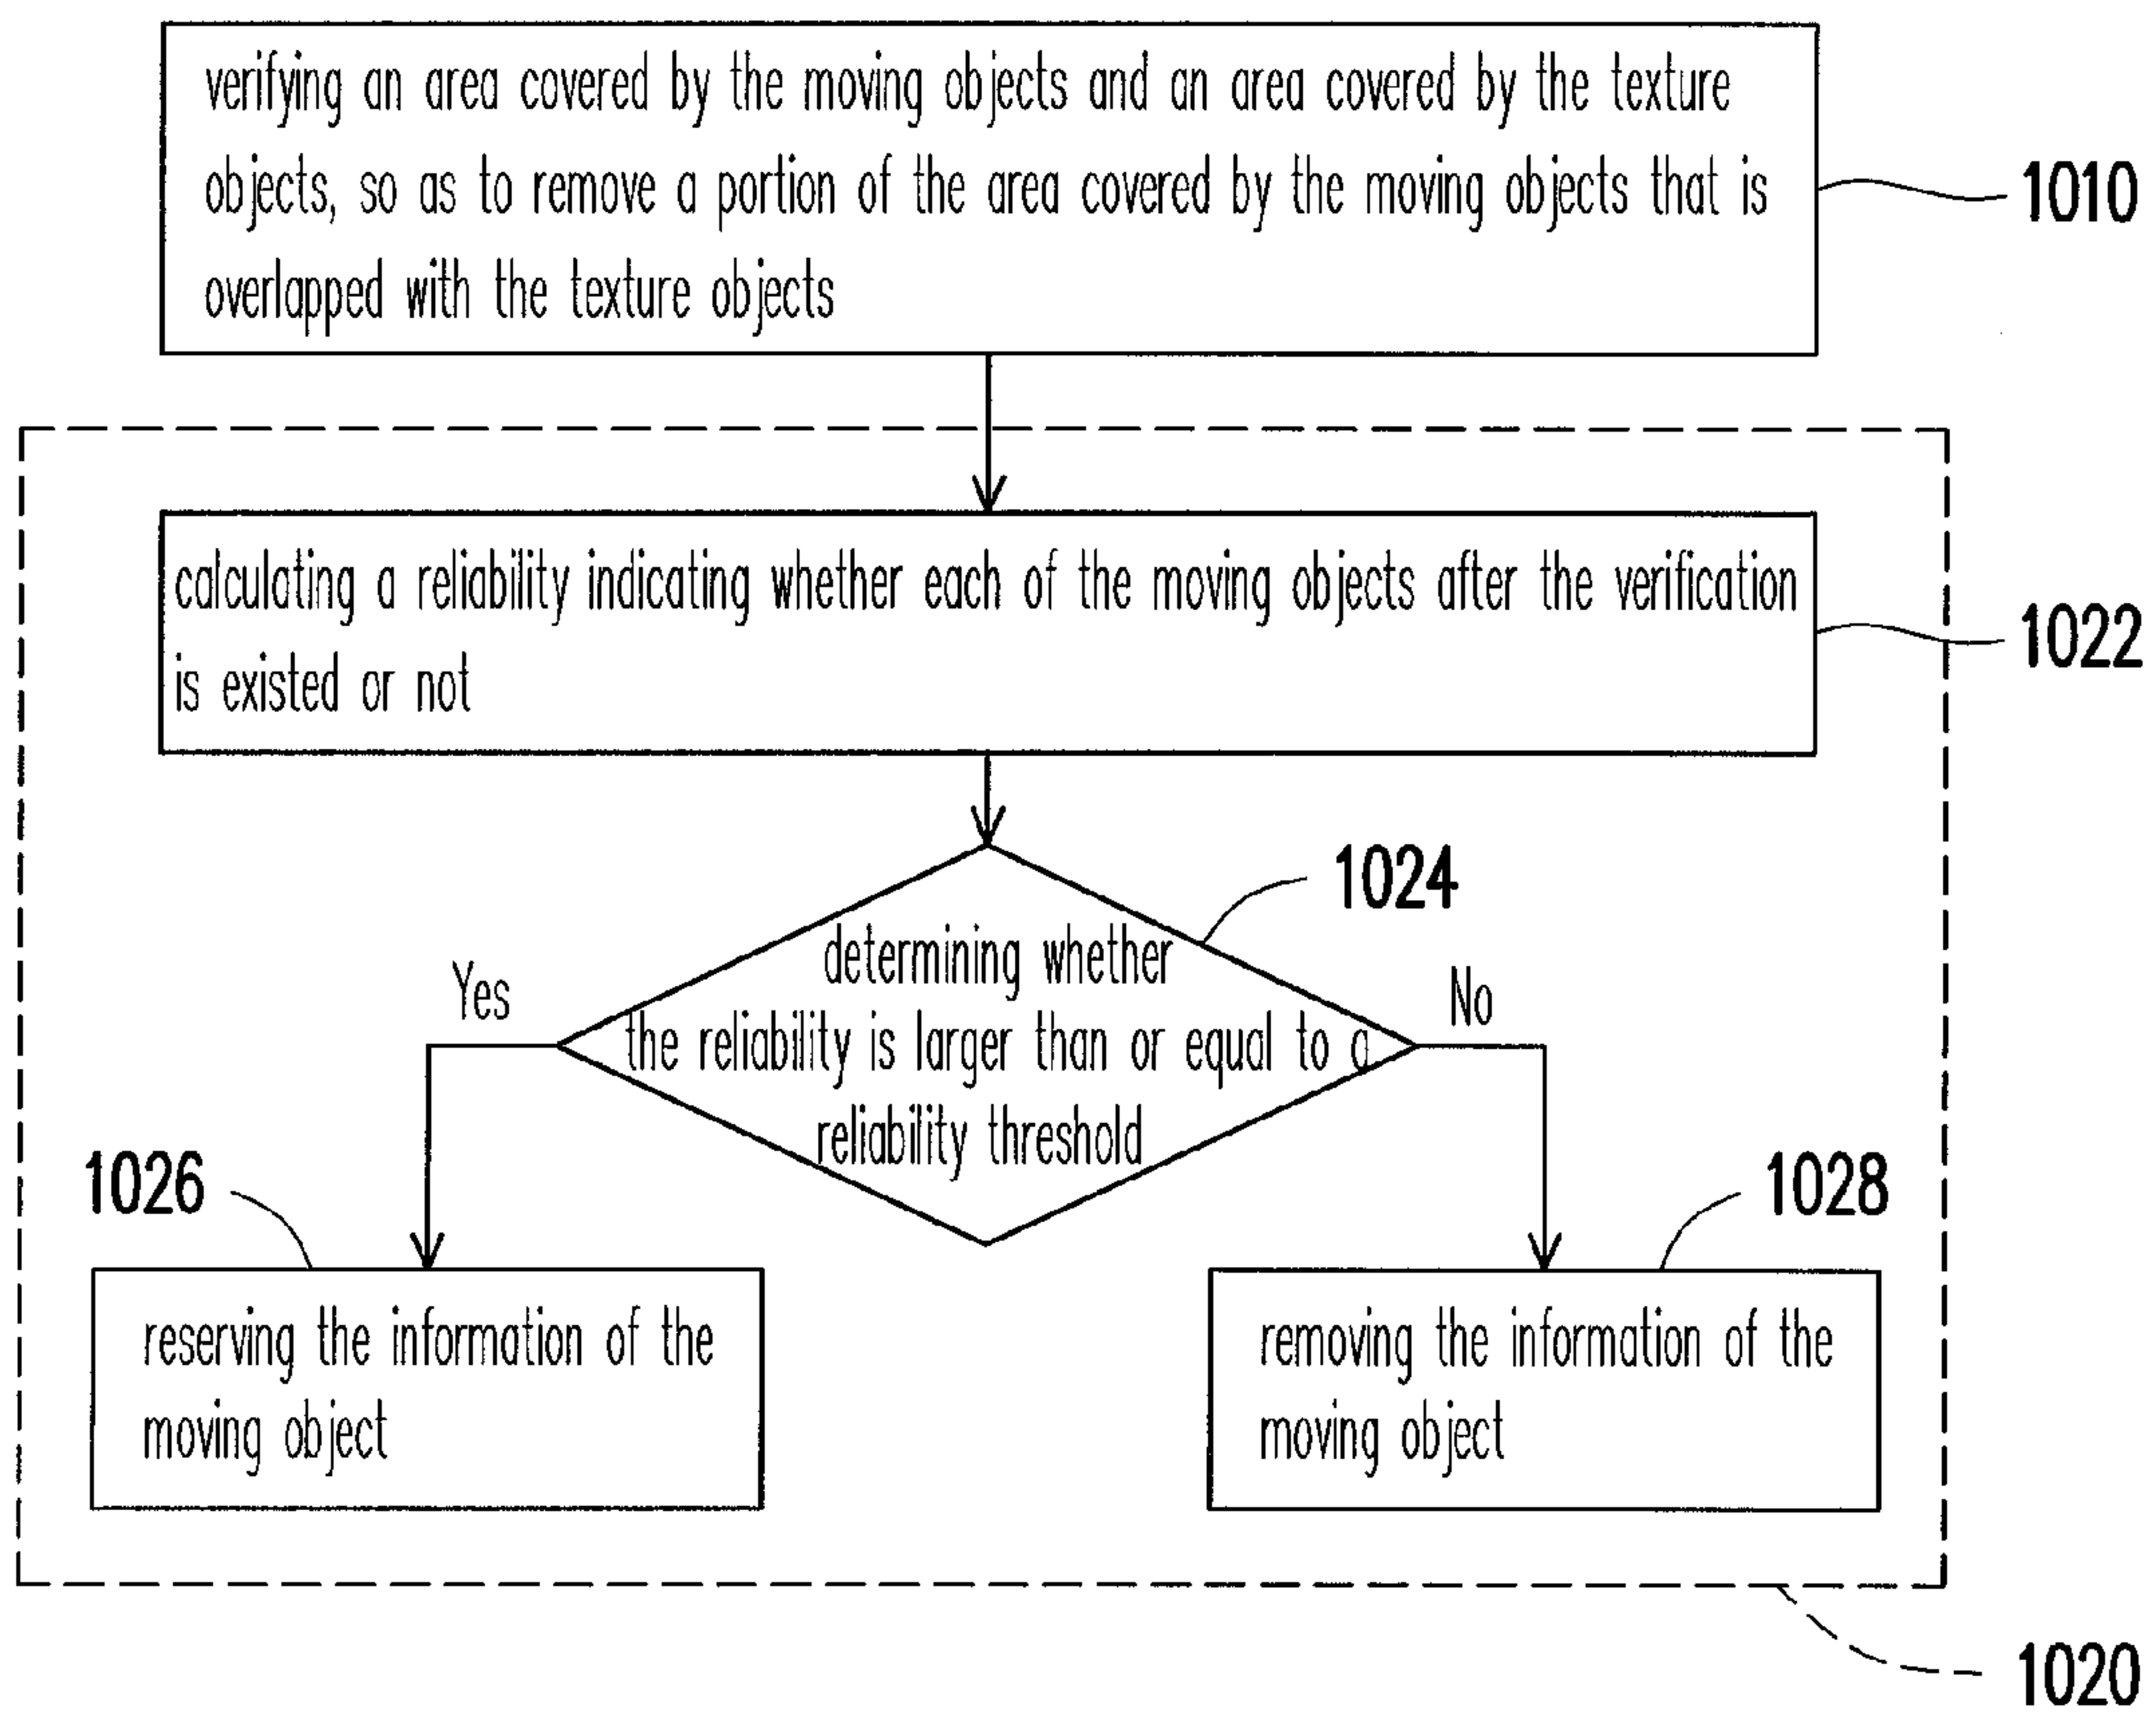 verifying an area covered by the moving objects and an area covered by the texture
objects, so as to remove a portion of the area covered by the moving objects that is
overlapped with the texture objects
1010
calculating a reliability indicating whether each of the moving objects after the verification
is existed or not
1022
1024
determining whether
the reliability is larger than or equal to a
reliability threshold
Yes
No
1026
reserving the information of the
moving object
1028
removing the information of the
moving object
1020